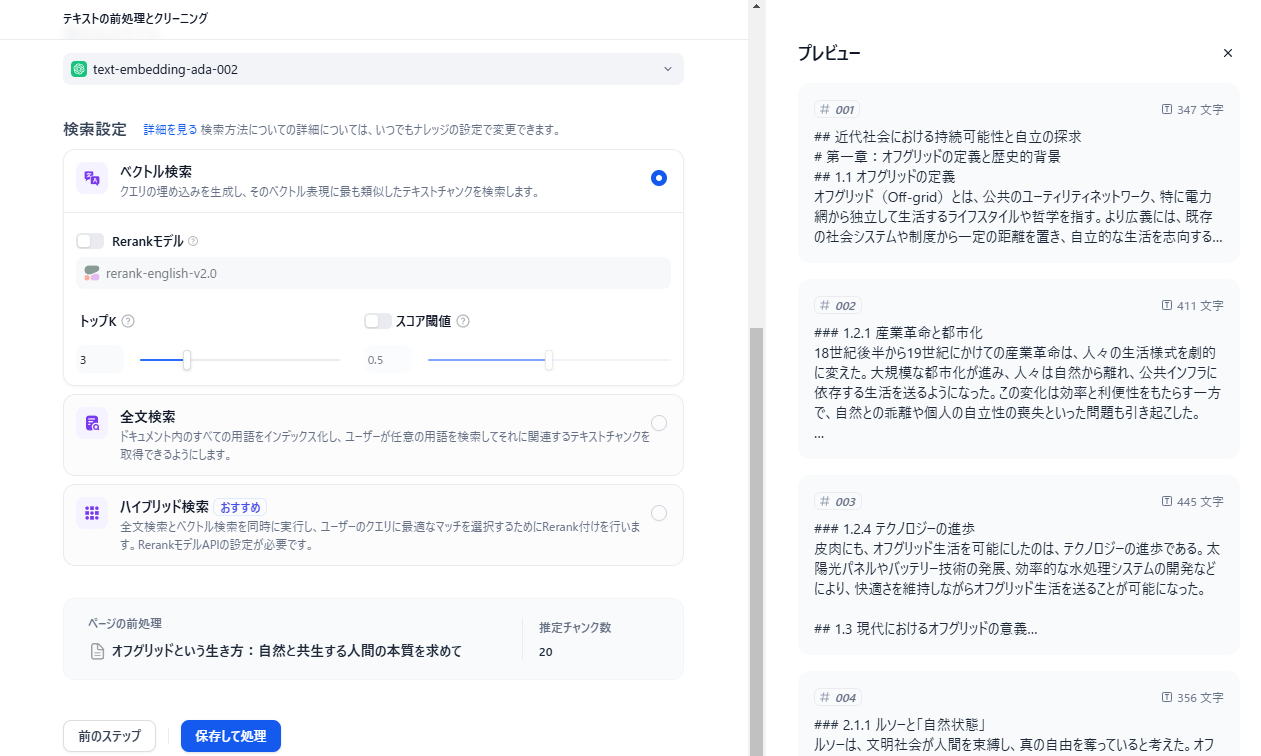 テキストの前処理とクリーニング
text-embedding-ada-002
検索設定 詳細を見る 検索方法についての詳細については、いつでもナレッジの設定で変更できます。
ベクトル検索
クエリの埋め込みを生成し、そのベクトル表現に最も類似したテキストチャンクを検索します。
Rerankモデル
rerank-english-v2.0
トップK
スコア閾値
3
0.5
全文検索
ドキュメント内のすべての用語をインデックス化し、ユーザーが任意の用語を検索してそれに関連するテキストチャンクを
取得できるようにします。
ハイブリッド検索 おすすめ
全文検索とベクトル検索を同時に実行し、ユーザーのクエリに最適なマッチを選択するためにRerank付けを行いま
す。RerankモデルAPIの設定が必要です。
ページの前処理
オフグリッドという生き方：自然と共生する人間の本質を求めて
推定チャンク数
20
前のステップ
保存して処理
プレビュー
# 001
347 文字
## 近代社会における持続可能性と自立の探求
# 第一章：オフグリッドの定義と歴史的背景
## 1.1 オフグリッドの定義
オフグリッド（Off-grid）とは、公共のユーティリティネットワーク、特に電力
網から独立して生活するライフスタイルや哲学を指す。より広義には、既存
の社会システムや制度から一定の距離を置き、自立的な生活を志向する...
# 002
411 文字
### 1.2.1 産業革命と都市化
18世紀後半から19世紀にかけての産業革命は、人々の生活様式を劇的
に変えた。大規模な都市化が進み、人々は自然から離れ、公共インフラに
依存する生活を送るようになった。この変化は効率と利便性をもたらす一方
で、自然との乖離や個人の自立性の喪失といった問題も引き起こした。
...
# 003
445 文字
### 1.2.4 テクノロジーの進歩
皮肉にも、オフグリッド生活を可能にしたのは、テクノロジーの進歩である。太
陽光パネルやバッテリー技術の発展、効率的な水処理システムの開発など
により、快適さを維持しながらオフグリッド生活を送ることが可能になった。
## 1.3 現代におけるオフグリッドの意義...
# 004
356 文字
### 2.1.1 ルソーと「自然状態」
ルソーは、文明社会が人間を束縛し、真の自由を奪っていると考えた。オフ